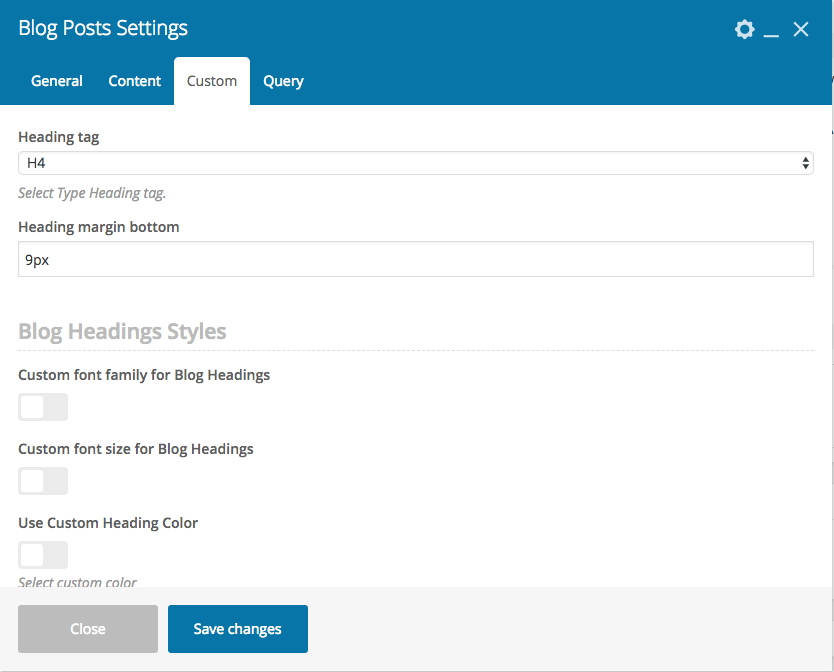 Blog Posts Settings
General Content Custom Query
Heading tag
H4
Select Type Heading tag.
Heading margin bottom
9px
Blog Headings Styles
Custom font family for Blog Headings
Custom font size for Blog Headings
Use Custom Heading Color
Select custom color
Close Save changes